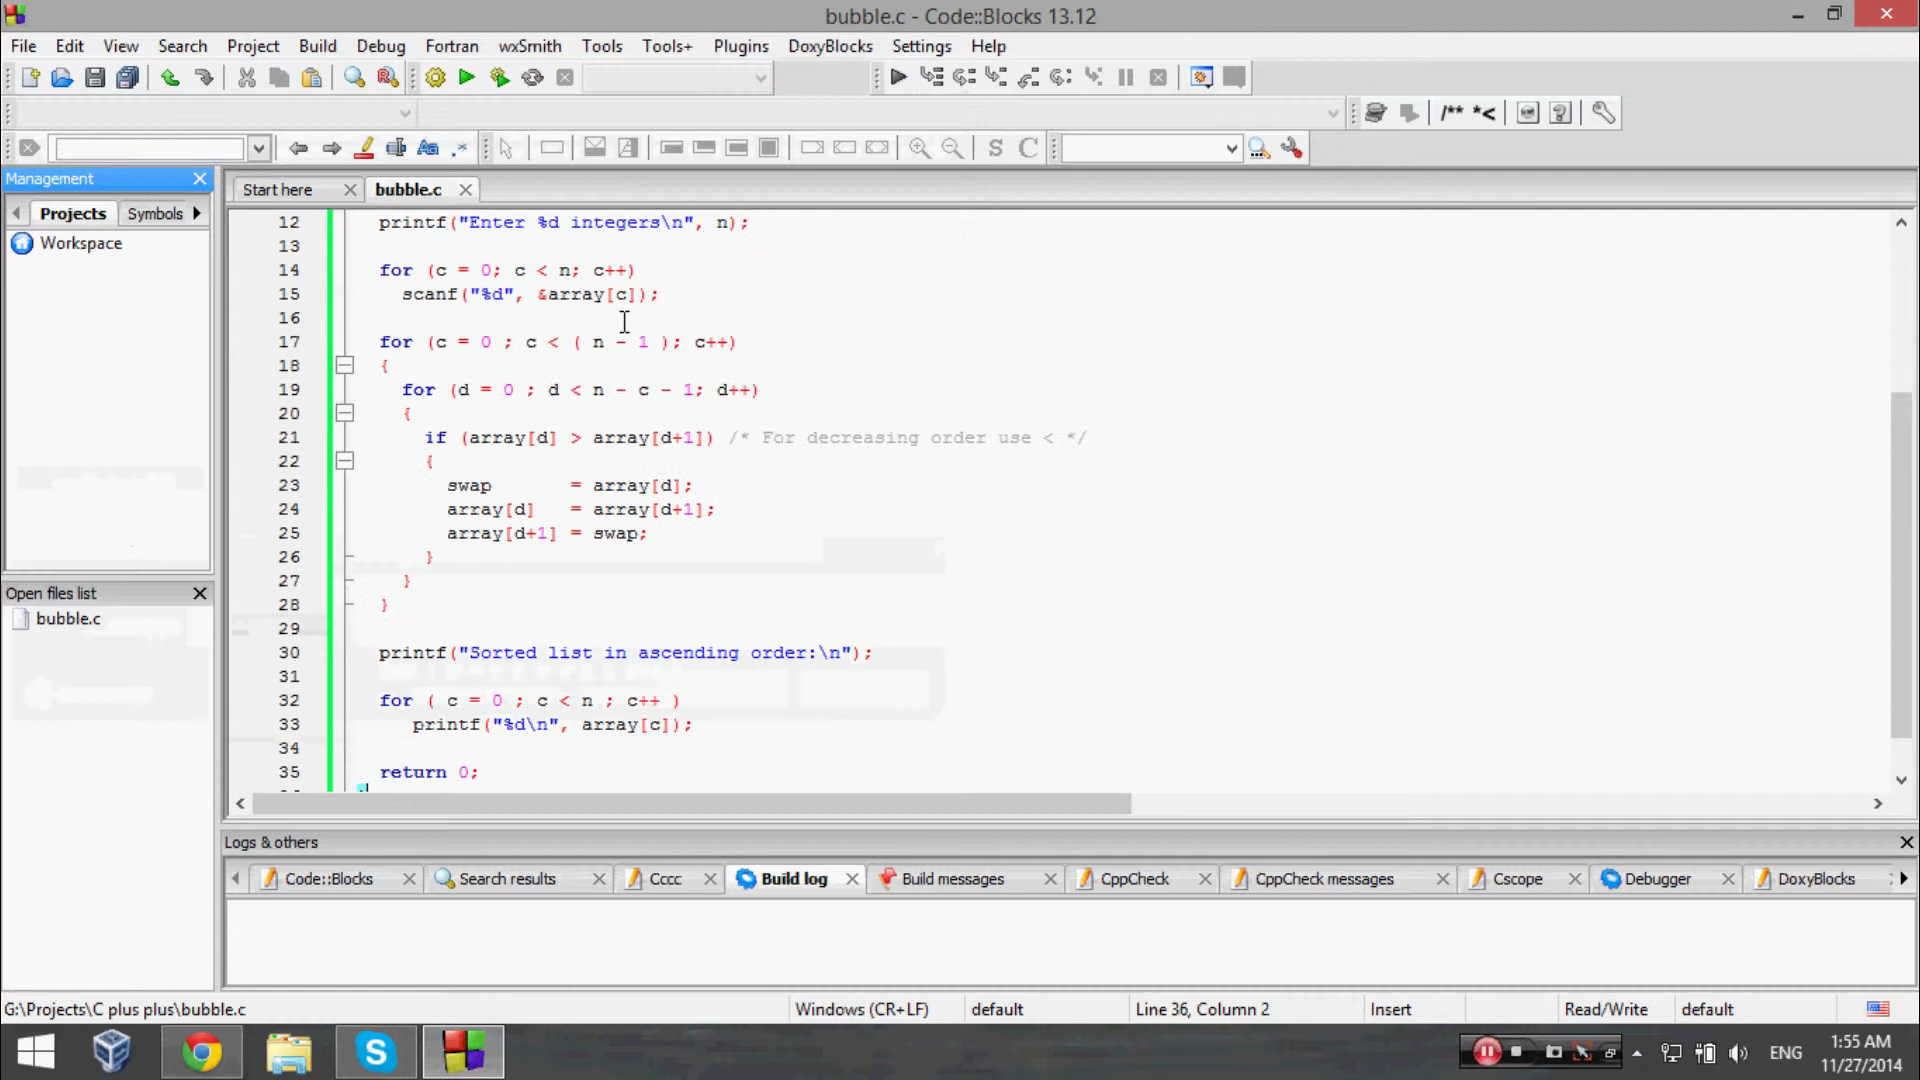 bubble.c - Code::Blocks 13.12
File Edit View Search Project Build Debug Fortran wxSmith Tools Tools+ Plugins DoxyBlocks Settings Help
/** *<
S C
Management
Start here bubble.c
Projects Symbols
Workspace
12 printf("Enter %d integers\n", n);
13
14 for (c = 0; c < n; c++)
15 scanf("%d", &array[c]);
16
17 for (c = 0 ; c < ( n - 1 ); c++)
18 {
19 for (d = 0 ; d < n - c - 1; d++)
20 {
21 if (array[d] > array[d+1]) /* For decreasing order use < */
22 {
23 swap = array[d];
24 array[d] = array[d+1];
25 array[d+1] = swap;
26 }
27 }
28 }
29
30 printf("Sorted list in ascending order:\n");
31
32 for ( c = 0 ; c < n ; c++ )
33 printf("%d\n", array[c]);
34
35 return 0;
Open files list
bubble.c
Logs & others
Code::Blocks Search results Cccc Build log Build messages CppCheck CppCheck messages Cscope Debugger DoxyBlocks
G:\Projects\C plus plus\bubble.c Windows (CR+LF) default Line 36, Column 2 Insert Read/Write default
ENG
1:55 AM
11/27/2014